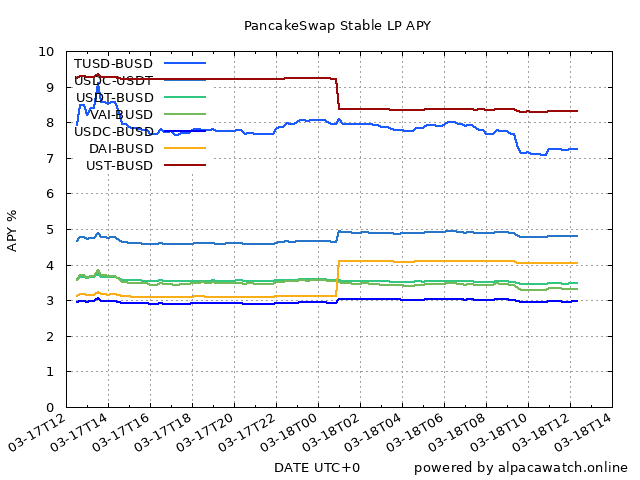 PancakeSwap Stable LP APY
10
9
8
7
6
5
4
3
2
1
0
APY %
TUSD-BUSD
USDC-USDT
USDT-BUSD
VAI-BUSD
USDC-BUSD
DAI-BUSD
UST-BUSD
03-17T12
03-17T14
03-17T16
03-17T18
03-17T20
03-17T22
03-18T00
03-18T02
03-18T04
03-18T06
03-18T08
03-18T10
03-18T12
03-18T14
DATE UTC+0
powered by alpacawatch.online